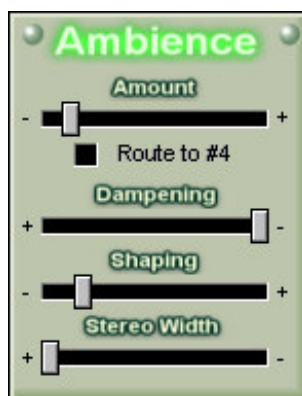 Ambience
Amount
- +
Route to #4
Dampening
+ -
Shaping
- +
Stereo Width
+ -